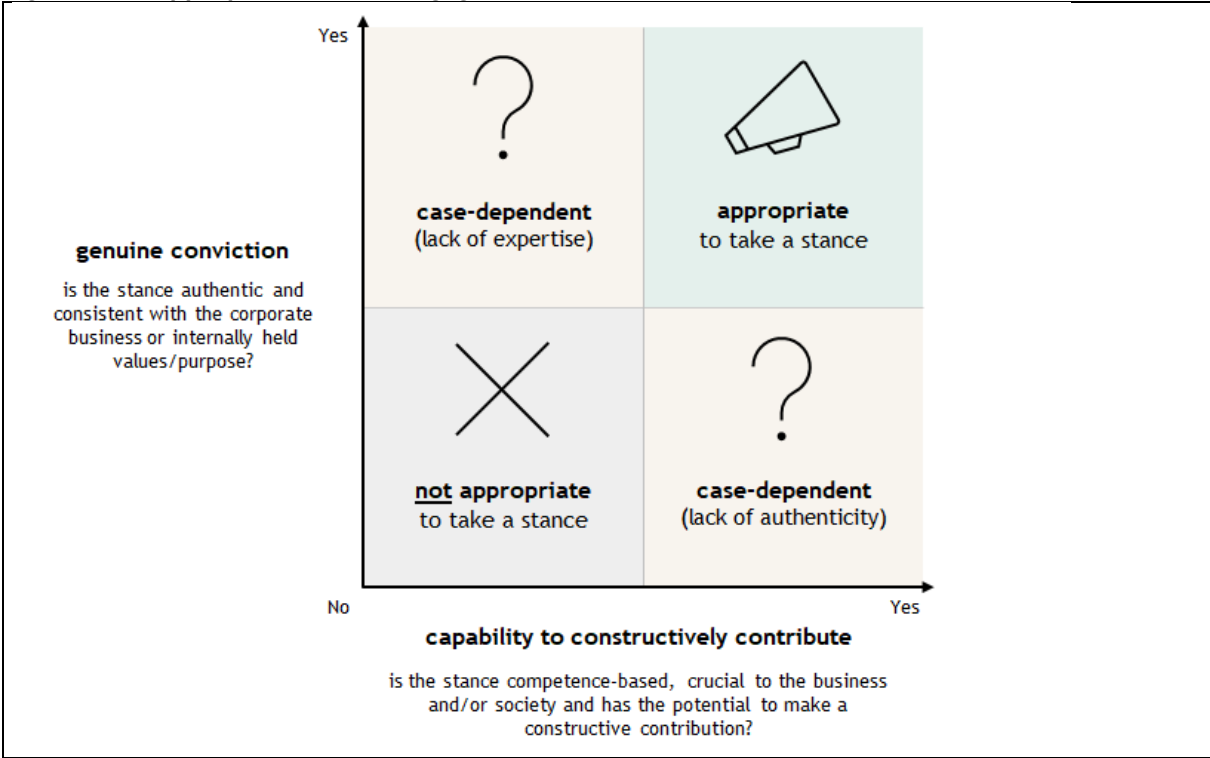 Yes
case-dependent
(lack of expertise)
appropriate
to take a stance
genuine conviction
is the stance authentic and
consistent with the corporate
business or internally held
values/purpose?
not appropriate
to take a stance
case-dependent
(lack of authenticity)
No
Yes
capability to constructively contribute
is the stance competence-based, crucial to the business
and/or society and has the potential to make a
constructive contribution?